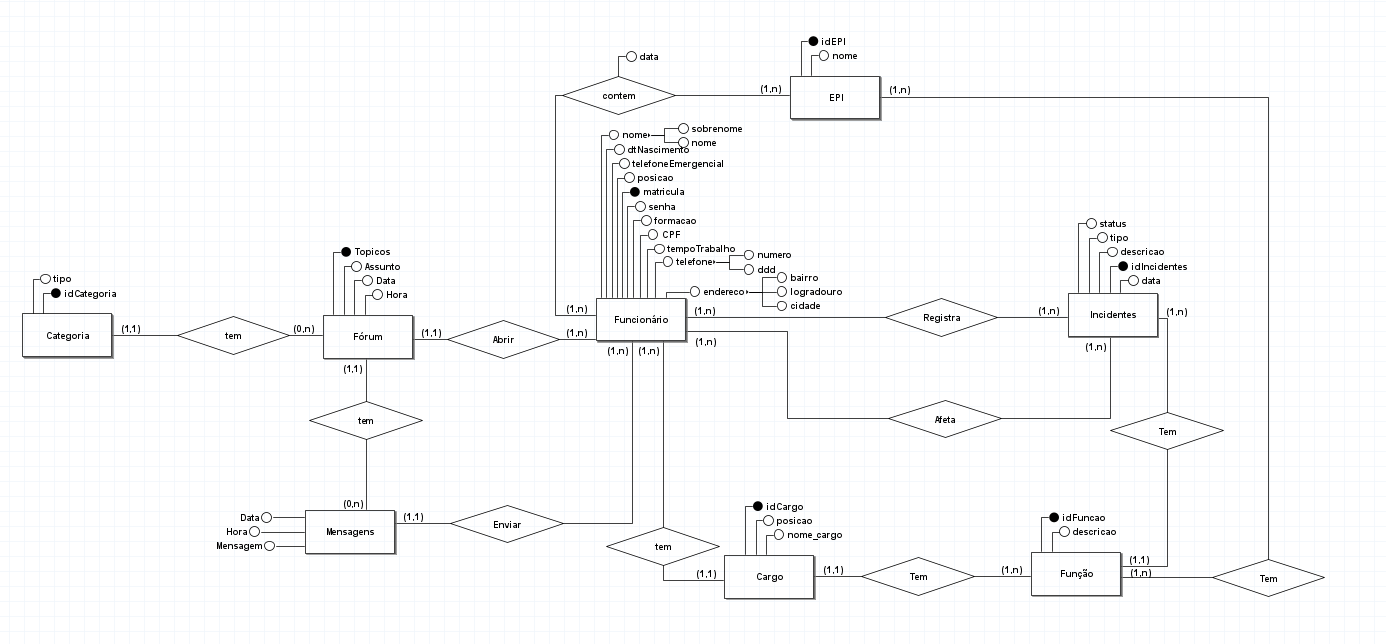 idEPI
nome
data
contem
(1,n)
EPI
(1,n)
nome
sobrenome
nome
dtNascimento
telefoneEmergencial
posicao
matricula
senha
formacao
CPF
tempoTrabalho
telefone
numero
ddd
endereco
bairro
logradouro
cidade
status
tipo
descricao
idIncidentes
data
Topicos
Assunto
Data
Hora
tipo
idCategoria
Categoria
(1,1)
tem
(0,n)
Fórum
(1,1)
Abrir
(1,n)
(1,n)
Funcionário
(1,n)
Registra
(1,n)
Incidentes
(1,n)
(1,n)
(1,n)
(1,n)
(1,n)
(1,1)
tem
Afeta
Tem
(0,n)
Data
Hora
Mensagem
Mensagens
(1,1)
Enviar
tem
idCargo
posicao
nome_cargo
(1,1)
Cargo
(1,1)
Tem
(1,n)
idFuncao
descricao
Função
(1,1)
(1,n)
Tem